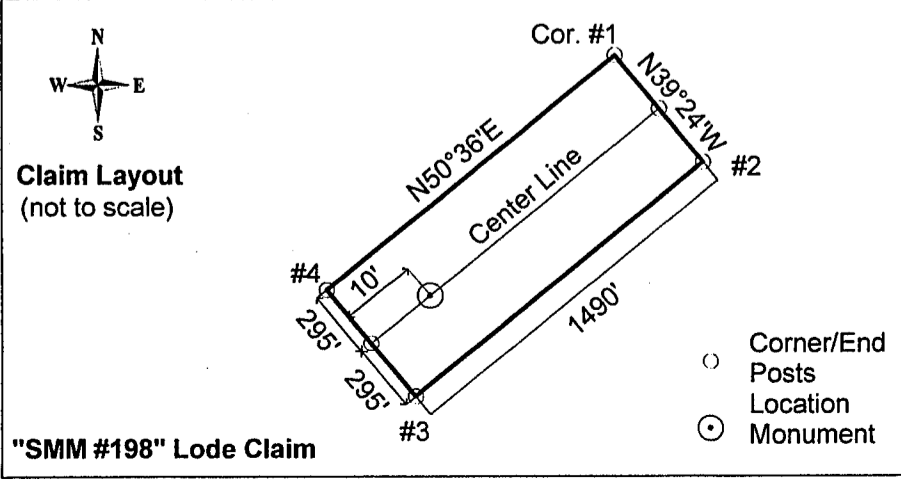 Cor. #1
N
W E
S
N39°24'W
#2
N50°36'E
Center Line
Claim Layout
(not to scale)
#4
10'
295'
295'
1490'
#3
Corner/End
Posts
Location
Monument
"SMM #198" Lode Claim